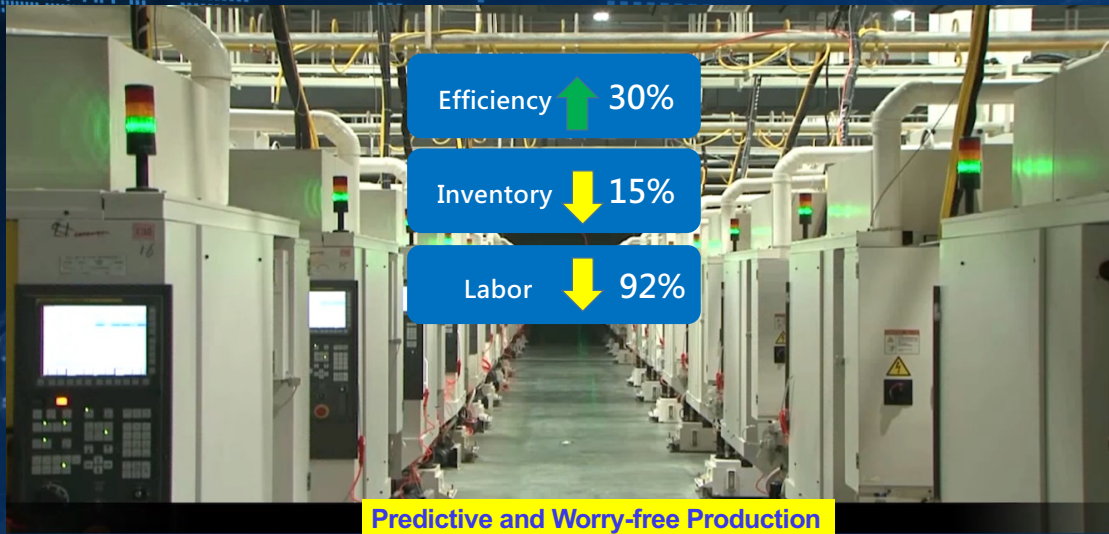 Efficiency 30%
Inventory 15%
Labor 92%
Predictive and Worry-free Production